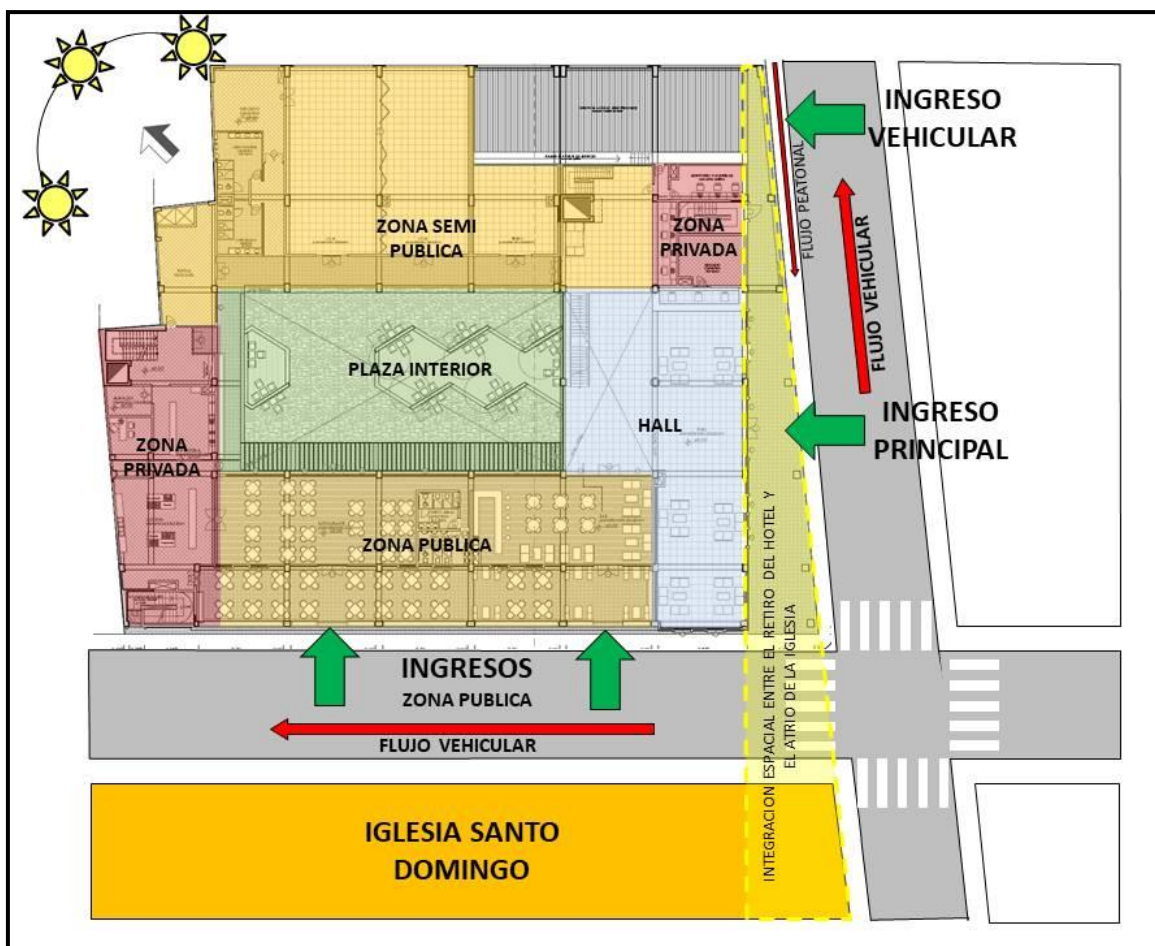 INGRESO
VEHICULAR
FLUJO PEATONAL
FLUJO VEHICULAR
ZONA SEMI
PUBLICA
ZONA
PRIVADA
PLAZA INTERIOR
HALL
INGRESO
PRINCIPAL
ZONA
PRIVADA
ZONA PUBLICA
INTEGRACION ESPACIAL ENTRE EL RETIRO DEL HOTEL Y
EL ATRIO DE LA IGLESIA
INGRESOS
ZONA PUBLICA
FLUJO VEHICULAR
IGLESIA SANTO
DOMINGO